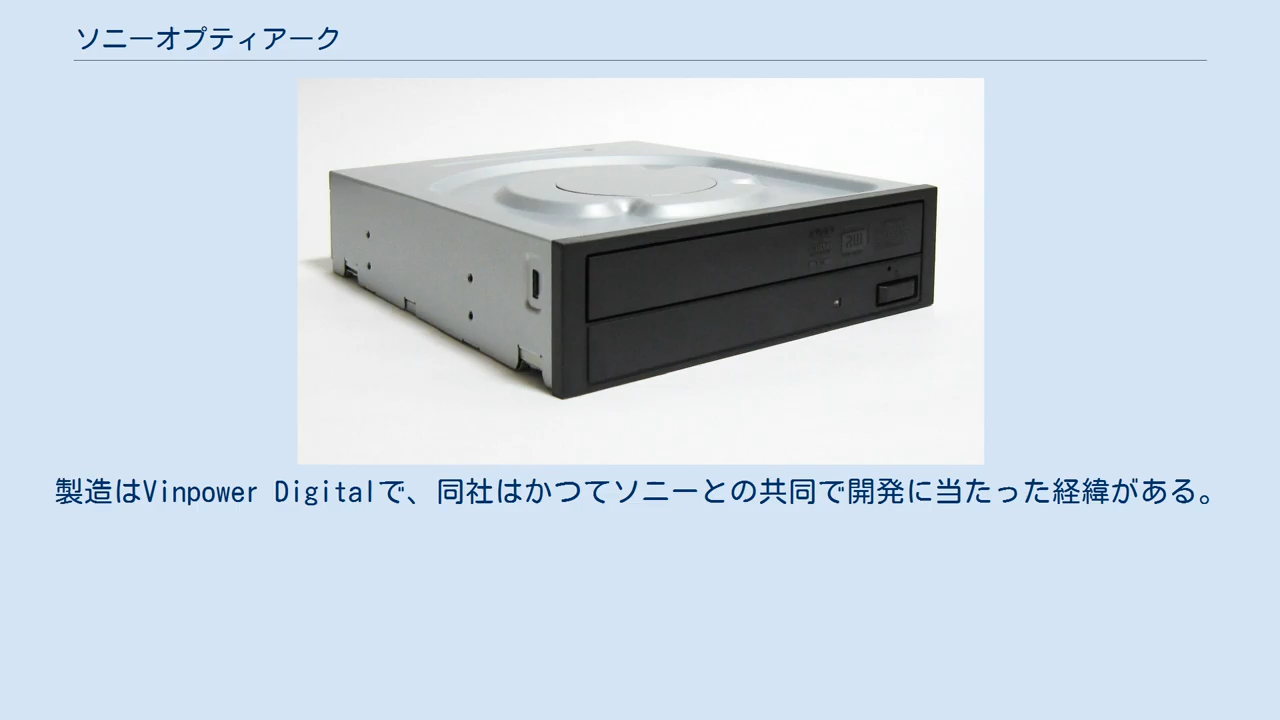 ソニーオプティアーク
RW
製造はVinpower Digitalで、同社はかつてソニーとの共同で開発に当たった経緯がある。